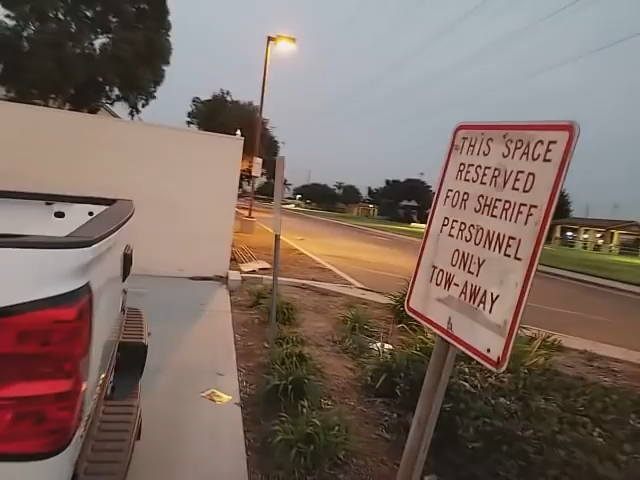 THIS SPACE
RESERVED
FOR SHERIFF
PERSONNEL
ONLY
TOW-AWAY